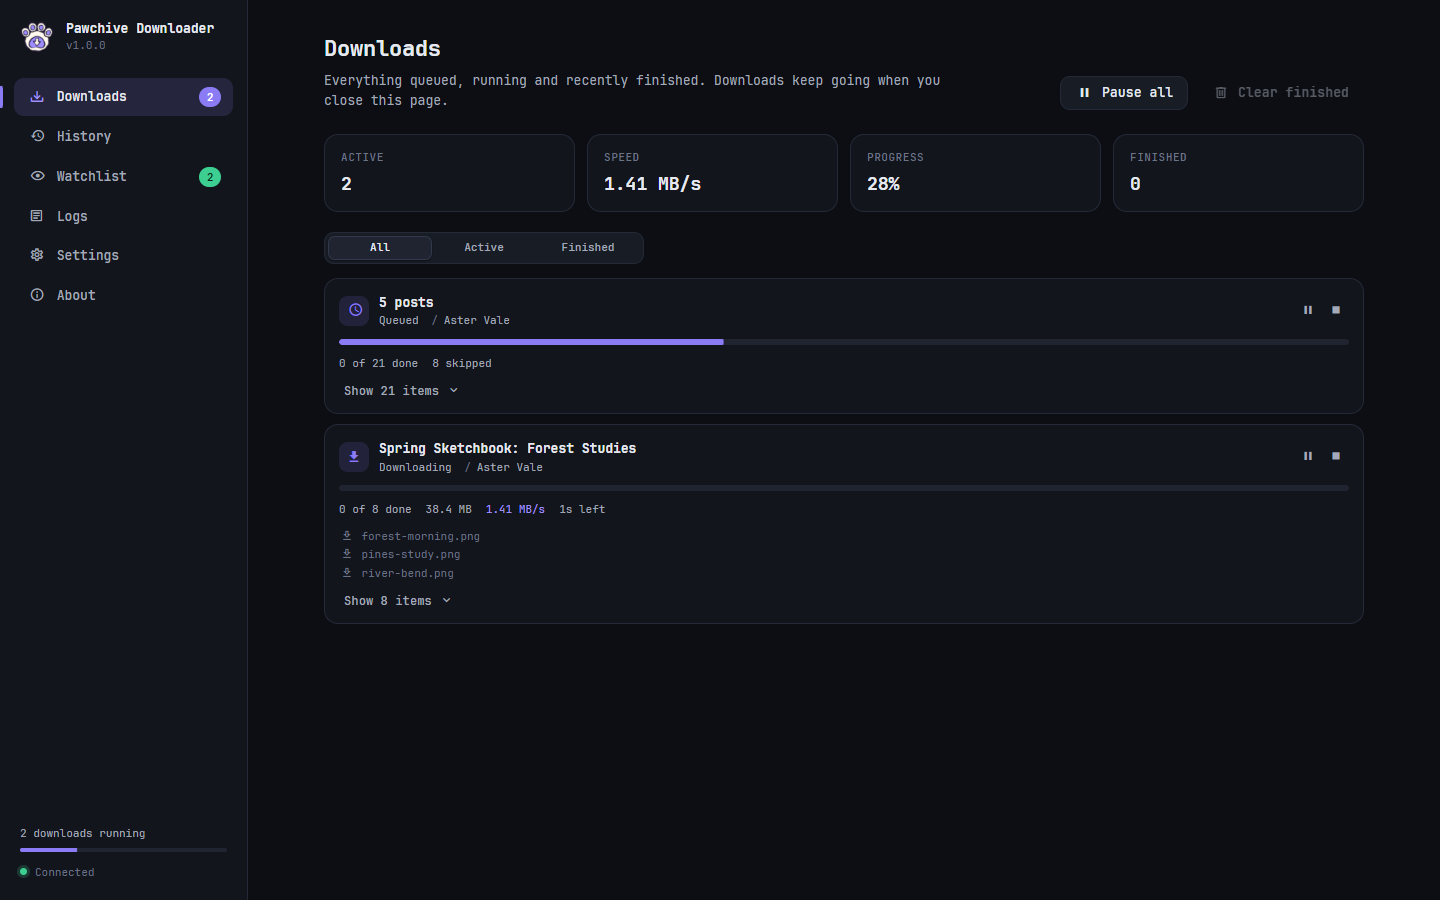 Pawchive Downloader
v1.0.0
Downloads 2
History
Watchlist 2
Logs
Settings
About
2 downloads running
Connected
Downloads
Everything queued, running and recently finished. Downloads keep going when you
close this page.
Pause all
Clear finished
ACTIVE
2
SPEED
1.41 MB/s
PROGRESS
28%
FINISHED
0
All
Active
Finished
5 posts
Queued / Aster Vale
0 of 21 done 8 skipped
Show 21 items
Spring Sketchbook: Forest Studies
Downloading / Aster Vale
0 of 8 done 38.4 MB 1.41 MB/s 1s left
forest-morning.png
pines-study.png
river-bend.png
Show 8 items